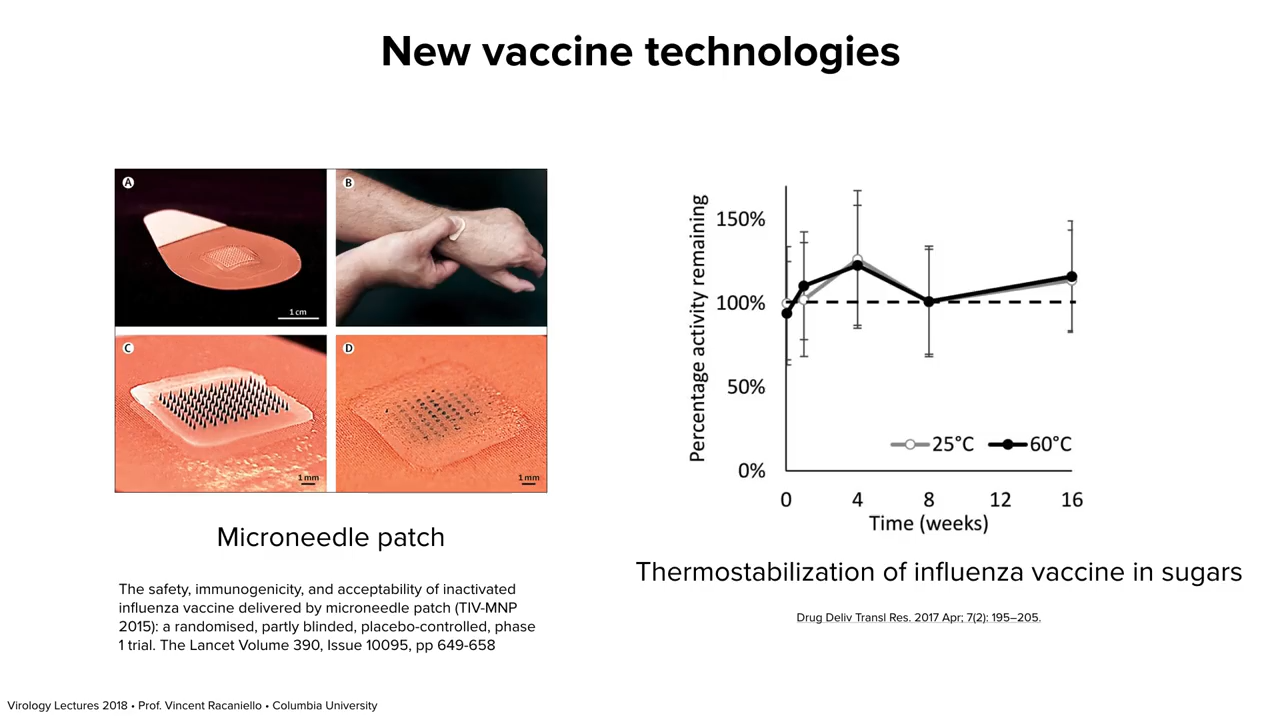 New vaccine technologies
A
B
1 cm
C
D
1 mm
1 mm
Microneedle patch
The safety, immunogenicity, and acceptability of inactivated
influenza vaccine delivered by microneedle patch (TIV-MNP
2015): a randomised, partly blinded, placebo-controlled, phase
1 trial. The Lancet Volume 390, Issue 10095, pp 649-658
Percentage activity remaining
150%
100%
50%
0%
25°C 60°C
0 4 8 12 16
Time (weeks)
Thermostabilization of influenza vaccine in sugars
Drug Deliv Transl Res. 2017 Apr; 7(2): 195–205.
Virology Lectures 2018 • Prof. Vincent Racaniello • Columbia University